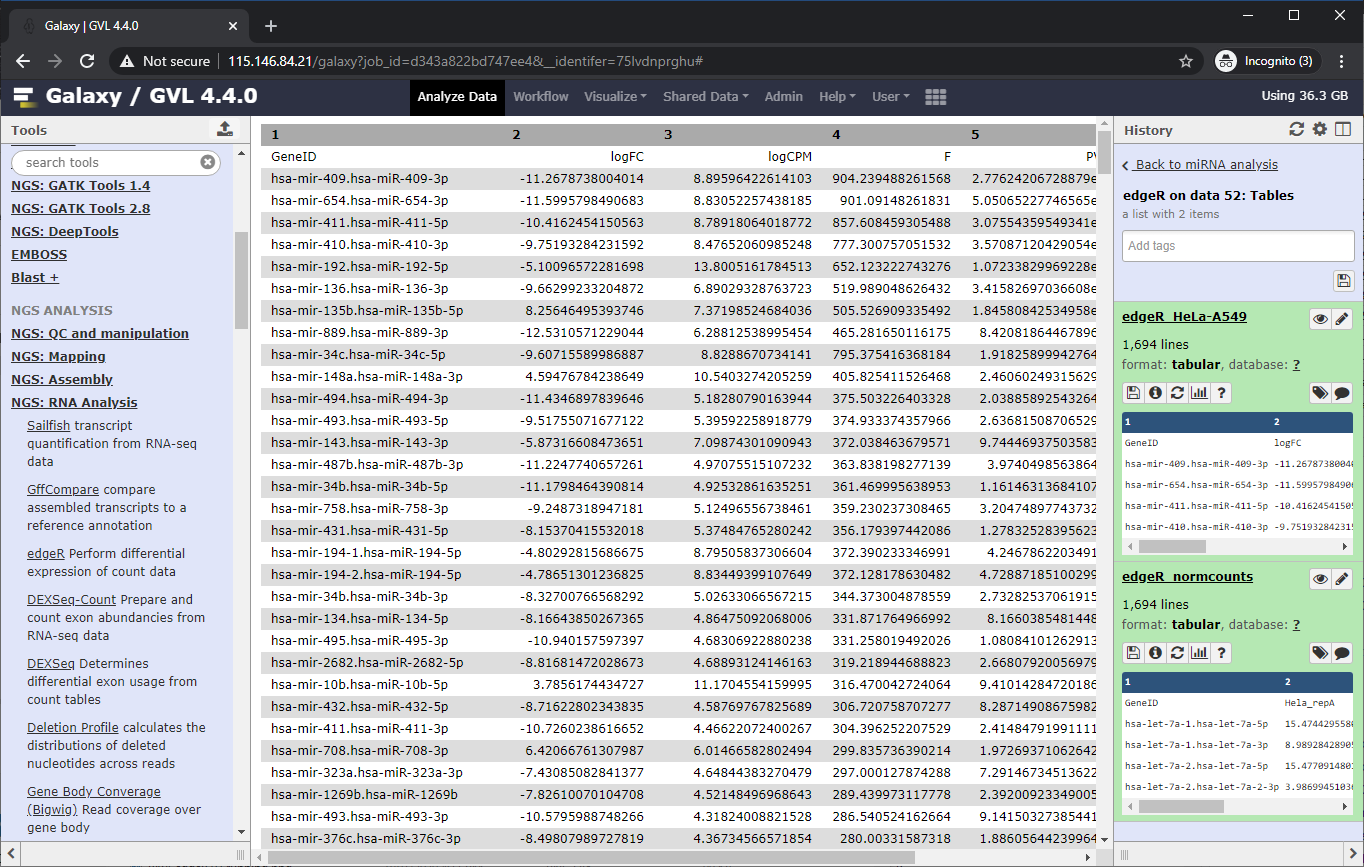 Galaxy | GVL 4.4.0
Not secure 115.146.84.21/galaxy?job_id=d343a822bd747ee4&__identifer=75lvdnprghu# Incognito (3)
Galaxy / GVL 4.4.0 Analyze Data Workflow Visualize Shared Data Admin Help User Using 36.3 GB
Tools
search tools
NGS: GATK Tools 1.4
NGS: GATK Tools 2.8
NGS: DeepTools
EMBOSS
Blast +
NGS ANALYSIS
NGS: QC and manipulation
NGS: Mapping
NGS: Assembly
NGS: RNA Analysis
Sailfish transcript
quantification from RNA-seq
data
GffCompare compare
assembled transcripts to a
reference annotation
edgeR Perform differential
expression of count data
DEXSeq-Count Prepare and
count exon abundancies from
RNA-seq data
DEXSeq Determines
differential exon usage from
count tables
Deletion Profile calculates the
distributions of deleted
nucleotides across reads
Gene Body Converage
(Bigwig) Read coverage over
gene body
1 2 3 4 5
GeneID logFC logCPM F PV
hsa-mir-409.hsa-miR-409-3p -11.2678738004014 8.89596422614103 904.239488261568 2.77624206728879e
hsa-mir-654.hsa-miR-654-3p -11.5995798490683 8.83052257438185 901.09148261831 5.05065227746565e
hsa-mir-411.hsa-miR-411-5p -10.4162454150563 8.78918064018772 857.608459305488 3.07554359549341e
hsa-mir-410.hsa-miR-410-3p -9.75193284231592 8.47652060985248 777.300757051532 3.57087120429054e
hsa-mir-192.hsa-miR-192-5p -5.10096572281698 13.8005161784513 652.123222743276 1.07233829969228e
hsa-mir-136.hsa-miR-136-3p -9.66299233204872 6.89029328763723 519.989048626432 3.41582697036608e
hsa-mir-135b.hsa-miR-135b-5p 8.25646495393746 7.37198524684036 505.526909335492 1.84580842534958e
hsa-mir-889.hsa-miR-889-3p -12.5310571229044 6.28812538995454 465.281650116175 8.42081864467896
hsa-mir-34c.hsa-miR-34c-5p -9.60715589986887 8.8288670734141 795.375416368184 1.91825899942764
hsa-mir-148a.hsa-miR-148a-3p 4.59476784238649 10.5403274205259 405.825411526468 2.46060249315629
hsa-mir-494.hsa-miR-494-3p -11.4346897839646 5.18280790163944 375.503226403328 2.03885892543264
hsa-mir-493.hsa-miR-493-5p -9.51755071677122 5.39592258918779 374.933374357966 2.63681508706529
hsa-mir-143.hsa-miR-143-3p -5.87316608473651 7.09874301090943 372.038463679571 9.74446937503583
hsa-mir-487b.hsa-miR-487b-3p -11.2247740657261 4.97075515107232 363.838198277139 3.9740498563864
hsa-mir-34b.hsa-miR-34b-5p -11.1798464390814 4.92532861635251 361.469995638953 1.16146313684107
hsa-mir-758.hsa-miR-758-3p -9.2487318947181 5.12496556738461 359.230237308465 3.20474897743732
hsa-mir-431.hsa-miR-431-5p -8.15370415532018 5.37484765280242 356.179397442086 1.27832528395623
hsa-mir-194-1.hsa-miR-194-5p -4.80292815686675 8.79505837306604 372.390233346991 4.2467862203491
hsa-mir-194-2.hsa-miR-194-5p -4.78651301236825 8.83449399107649 372.128178630482 4.72887185100299
hsa-mir-34b.hsa-miR-34b-3p -8.32700766568292 5.02633066567215 344.373004878559 2.73282537061915
hsa-mir-134.hsa-miR-134-5p -8.16643850267365 4.86475092068006 331.871764966992 8.16603854814​48
hsa-mir-495.hsa-miR-495-3p -10.940157597397 4.68306922880238 331.258019492026 1.08084101262913
hsa-mir-2682.hsa-miR-2682-5p -8.81681472028673 4.68893124146163 319.218944688823 2.66807920056979
hsa-mir-10b.hsa-miR-10b-5p 3.7856174434727 11.1704554159995 316.470042724064 9.41014284720186
hsa-mir-432.hsa-miR-432-5p -8.71622802343835 4.58769767825689 306.720758707277 8.28714908675982
hsa-mir-411.hsa-miR-411-3p -10.7260238616652 4.46622072400267 304.396252207529 2.41484791991111
hsa-mir-708.hsa-miR-708-3p 6.42066761307987 6.01466582802494 299.835736390214 1.97269371062642
hsa-mir-323a.hsa-miR-323a-3p -7.43085082841377 4.64844383270479 297.000127874288 7.29146734513622
hsa-mir-1269b.hsa-miR-1269b -7.82610070104708 4.52148496968643 289.439973117778 2.39200923349005
hsa-mir-493.hsa-miR-493-3p -10.5795988748266 4.31824008821528 286.540524162664 9.14150327385441
hsa-mir-376c.hsa-miR-376c-3p -8.49807989727819 4.36734566571854 280.00331587318 1.88605644239964
History
Back to miRNA analysis
edgeR on data 52: Tables
a list with 2 items
Add tags
edgeR_HeLa-A549
1,694 lines
format: tabular, database: ?
1 2
GeneID logFC
hsa-mir-409.hsa-miR-409-3p -11.2678738004
hsa-mir-654.hsa-miR-654-3p -11.5995798490
hsa-mir-411.hsa-miR-411-5p -10.4162454150
hsa-mir-410.hsa-miR-410-3p -9.7519328423
edgeR_normcounts
1,694 lines
format: tabular, database: ?
1 2
GeneID Hela_repA
hsa-let-7a-1.hsa-let-7a-5p 15.4744295580
hsa-let-7a-1.hsa-let-7a-3p 8.9892842890
hsa-let-7a-2.hsa-let-7a-5p 15.4770914803
hsa-let-7a-2.hsa-let-7a-2-3p 3.9869945103